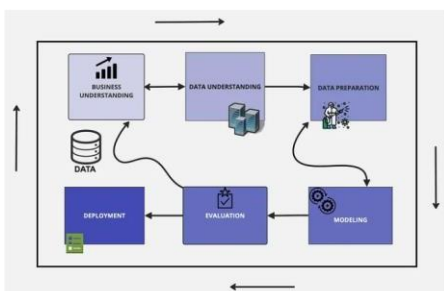 BUSINESS
UNDERSTANDING
DATA UNDERSTANDING
DATA PREPARATION
DATA
DEPLOYMENT
EVALUATION
MODELING